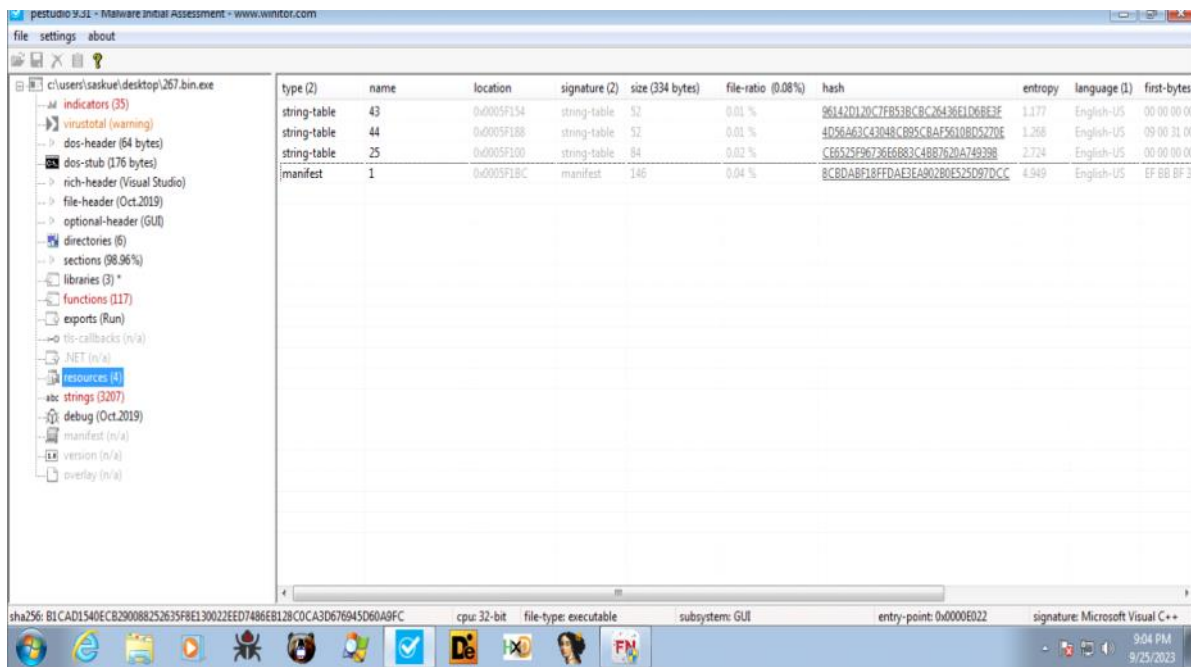 pestudio 9.31 - Malware Initial Assessment - www.winitor.com
file settings about
c:\users\saskue\desktop\267.bin.exe
indicators (35)
virustotal (warning)
dos-header (64 bytes)
dos-stub (176 bytes)
rich-header (Visual Studio)
file-header (Oct.2019)
optional-header (GUI)
directories (6)
sections (98.96%)
libraries (3) *
functions (117)
exports (Run)
tls-callbacks (n/a)
.NET (n/a)
resources (4)
abc strings (3207)
debug (Oct.2019)
manifest (n/a)
1.0 version (n/a)
overlay (n/a)
type (2) name location signature (2) size (334 bytes) file-ratio (0.08%) hash entropy language (1) first-bytes
string-table 43 0x0005F154 string-table 52 0.01 % 96142D120C7FB53BCBC26436E1D6BE3F 1.177 English-US 00 00 00 00
string-table 44 0x0005F188 string-table 52 0.01 % 4D56A63C43048CB95CBAF5610BD5270E 1.268 English-US 09 00 31 00
string-table 25 0x0005F100 string-table 84 0.02 % CE6525F96736E6B83C4BB7620A749398 2.724 English-US 00 00 00 00
manifest 1 0x0005F1BC manifest 146 0.04 % 8CBDABF18FFDAE3EA902B0E525D97DCC 4.949 English-US EF BB BF
sha256: B1CAD1540ECB290088252635F8E130022EED7486EB128C0CA3D676945D60A9FC cpu: 32-bit file-type: executable subsystem: GUI entry-point: 0x0000E022 signature: Microsoft Visual C++
De HXD FN
9:04 PM
9/25/2023